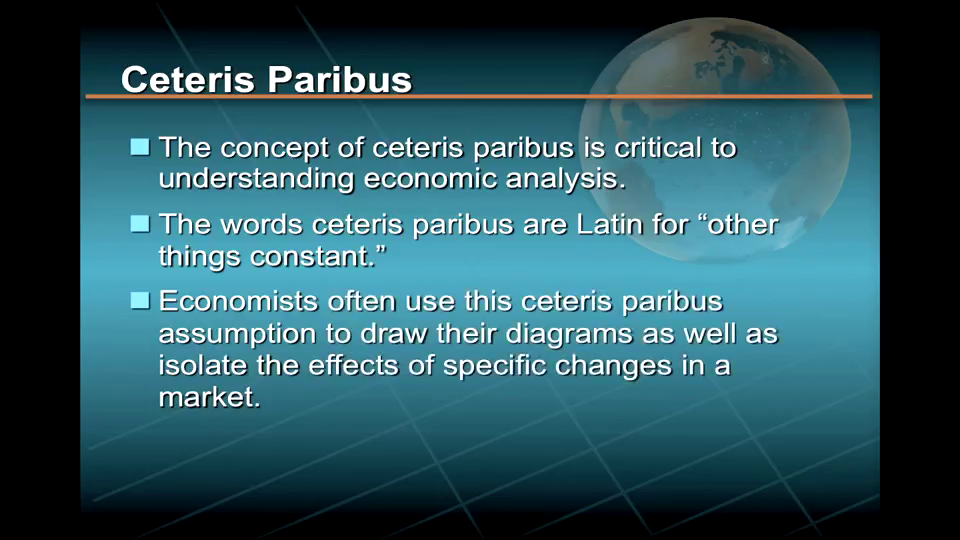 Ceteris Paribus
The concept of ceteris paribus is critical to
understanding economic analysis.
The words ceteris paribus are Latin for “other
things constant.”
Economists often use this ceteris paribus
assumption to draw their diagrams as well as
isolate the effects of specific changes in a
market.